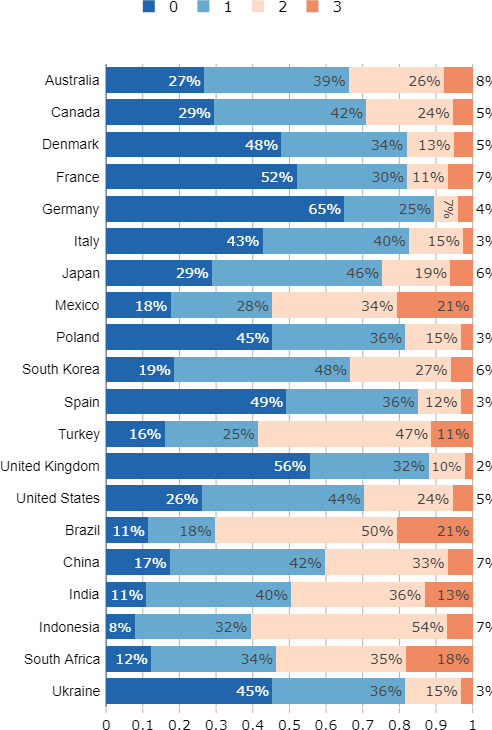 0 1 2 3
Australia 27% 39% 26% 8%
Canada 29% 42% 24% 5%
Denmark 48% 34% 13% 5%
France 52% 30% 11% 7%
Germany 65% 25% 7% 4%
Italy 43% 40% 15% 3%
Japan 29% 46% 19% 6%
Mexico 18% 28% 34% 21%
Poland 45% 36% 15% 3%
South Korea 19% 48% 27% 6%
Spain 49% 36% 12% 3%
Turkey 16% 25% 47% 11%
United Kingdom 56% 32% 10% 2%
United States 26% 44% 24% 5%
Brazil 11% 18% 50% 21%
China 17% 42% 33% 7%
India 11% 40% 36% 13%
Indonesia 8% 32% 54% 7%
South Africa 12% 34% 35% 18%
Ukraine 45% 36% 15% 3%
0 0.1 0.2 0.3 0.4 0.5 0.6 0.7 0.8 0.9 1